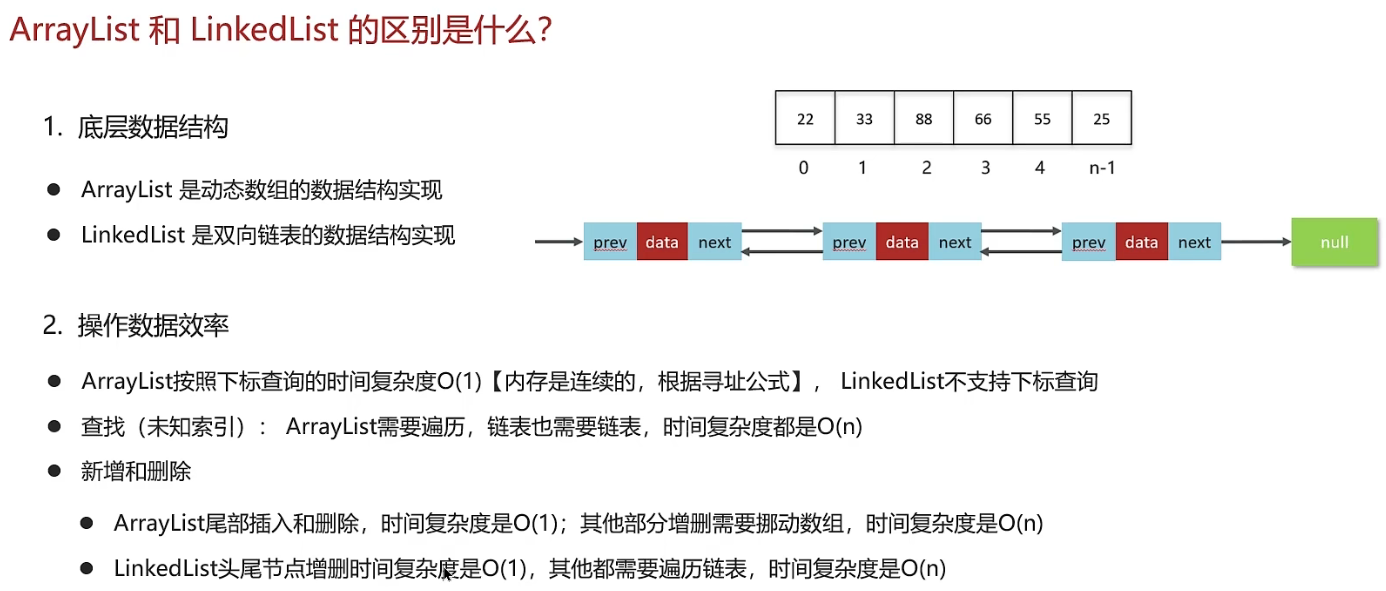 ArrayList 和 LinkedList 的区别是什么?
1. 底层数据结构
22 33 88 66 55 25
0 1 2 3 4 n-1
● ArrayList 是动态数组的数据结构实现
● LinkedList 是双向链表的数据结构实现
prev data next prev data next prev data next null
2. 操作数据效率
● ArrayList按照下标查询的时间复杂度O(1)【内存是连续的，根据寻址公式】， LinkedList不支持下标查询
● 查找（未知索引）： ArrayList需要遍历，链表也需要链表，时间复杂度都是O(n)
● 新增和删除
● ArrayList尾部插入和删除，时间复杂度是O(1)；其他部分增删需要挪动数组，时间复杂度是O(n)
● LinkedList头尾节点增删时间复杂度是O(1)，其他都需要遍历链表，时间复杂度是O(n)